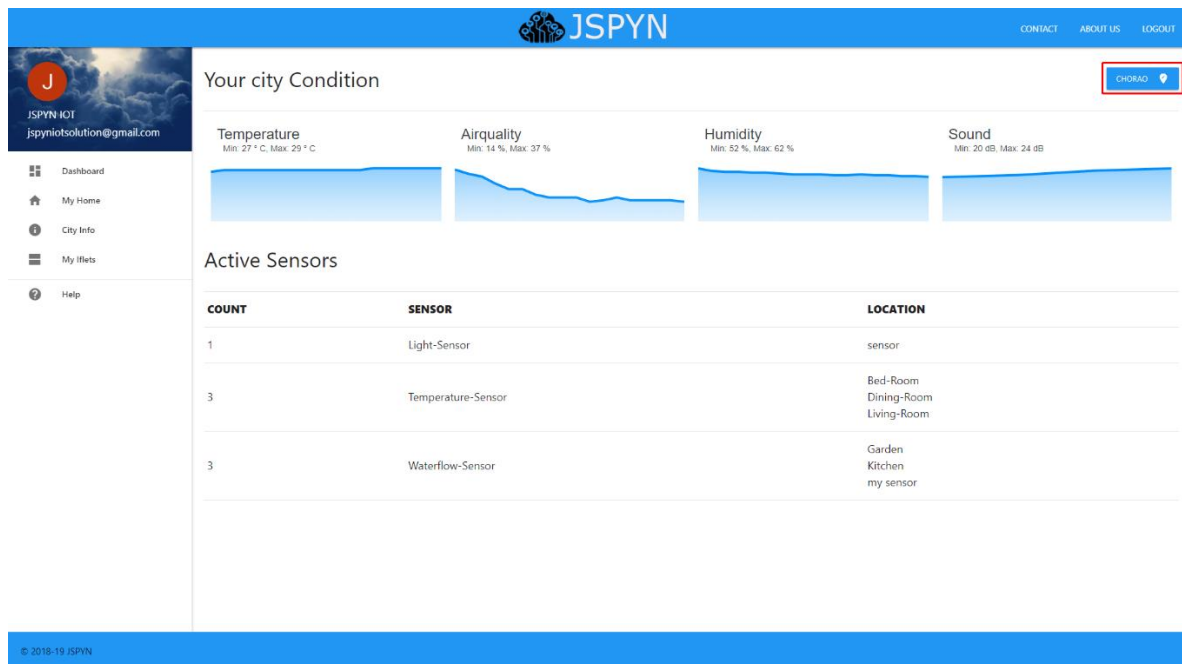 JSPYN
CONTACT ABOUT US LOGOUT
J
JSPYN IOT
jspyniotsolution@gmail.com
Dashboard
My Home
City Info
My Iflets
Help
Your city Condition
CHORAO
Temperature
Min: 27 ° C, Max: 29 ° C
Airquality
Min: 14 %, Max: 37 %
Humidity
Min: 52 %, Max: 62 %
Sound
Min: 20 dB, Max: 24 dB
Active Sensors
COUNT SENSOR LOCATION
1 Light-Sensor sensor
3 Temperature-Sensor Bed-Room
Dining-Room
Living-Room
3 Waterflow-Sensor Garden
Kitchen
my sensor
© 2018-19 JSPYN